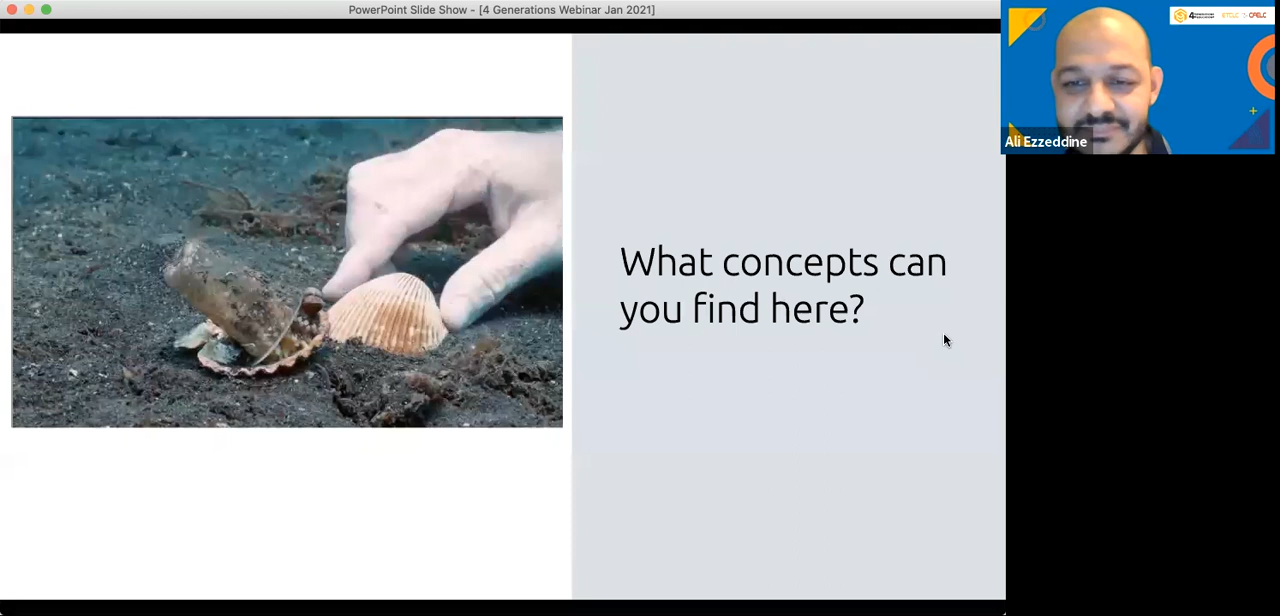 PowerPoint Slide Show - [4 Generations Webinar Jan 2021]
What concepts can
you find here?
Ali Ezzeddine